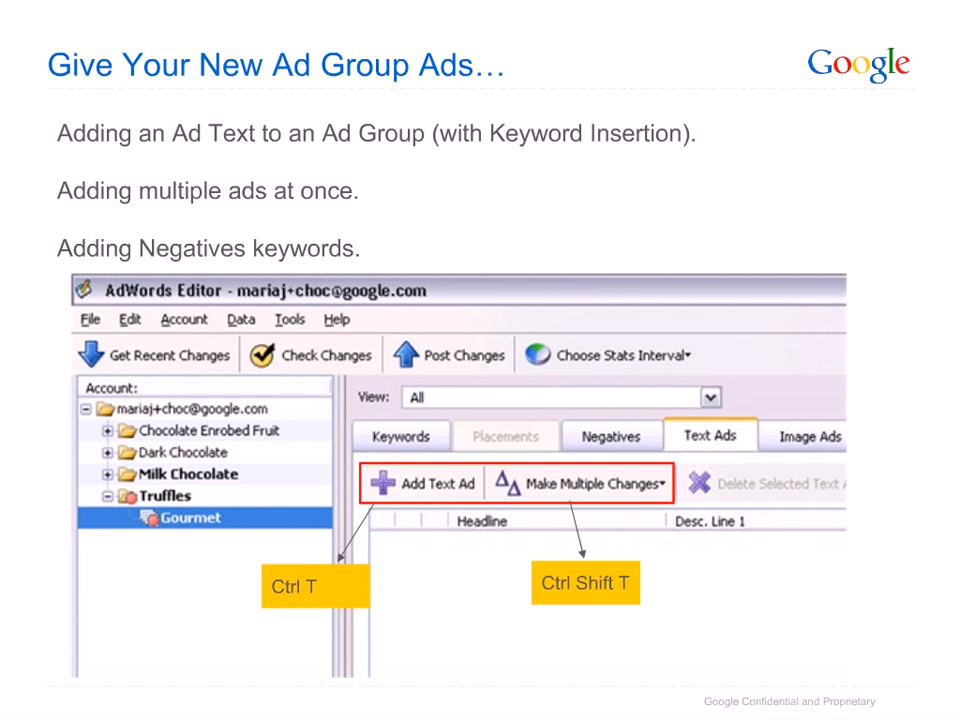 Give Your New Ad Group Ads…
Google
Adding an Ad Text to an Ad Group (with Keyword Insertion).
Adding multiple ads at once.
Adding Negatives keywords.
AdWords Editor - mariaj+choc@google.com
File Edit Account Data Tools Help
Get Recent Changes Check Changes Post Changes Choose Stats Interval
Account:
mariaj+choc@google.com
Chocolate Enrobed Fruit
Dark Chocolate
Milk Chocolate
Truffles
Gourmet
View: All
Keywords Placements Negatives Text Ads Image Ads
Add Text Ad Make Multiple Changes Delete Selected Text A
Headline Desc. Line 1
Ctrl T
Ctrl Shift T
Google Confidential and Proprietary